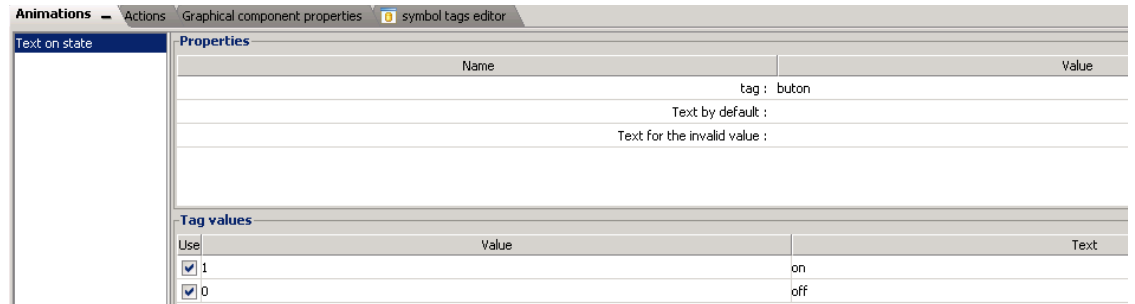 Animations Actions Graphical component properties symbol tags editor
Text on state
Properties
Name Value
tag : buton
Text by default :
Text for the invalid value :
Tag values
Use Value Text
1 on
0 off